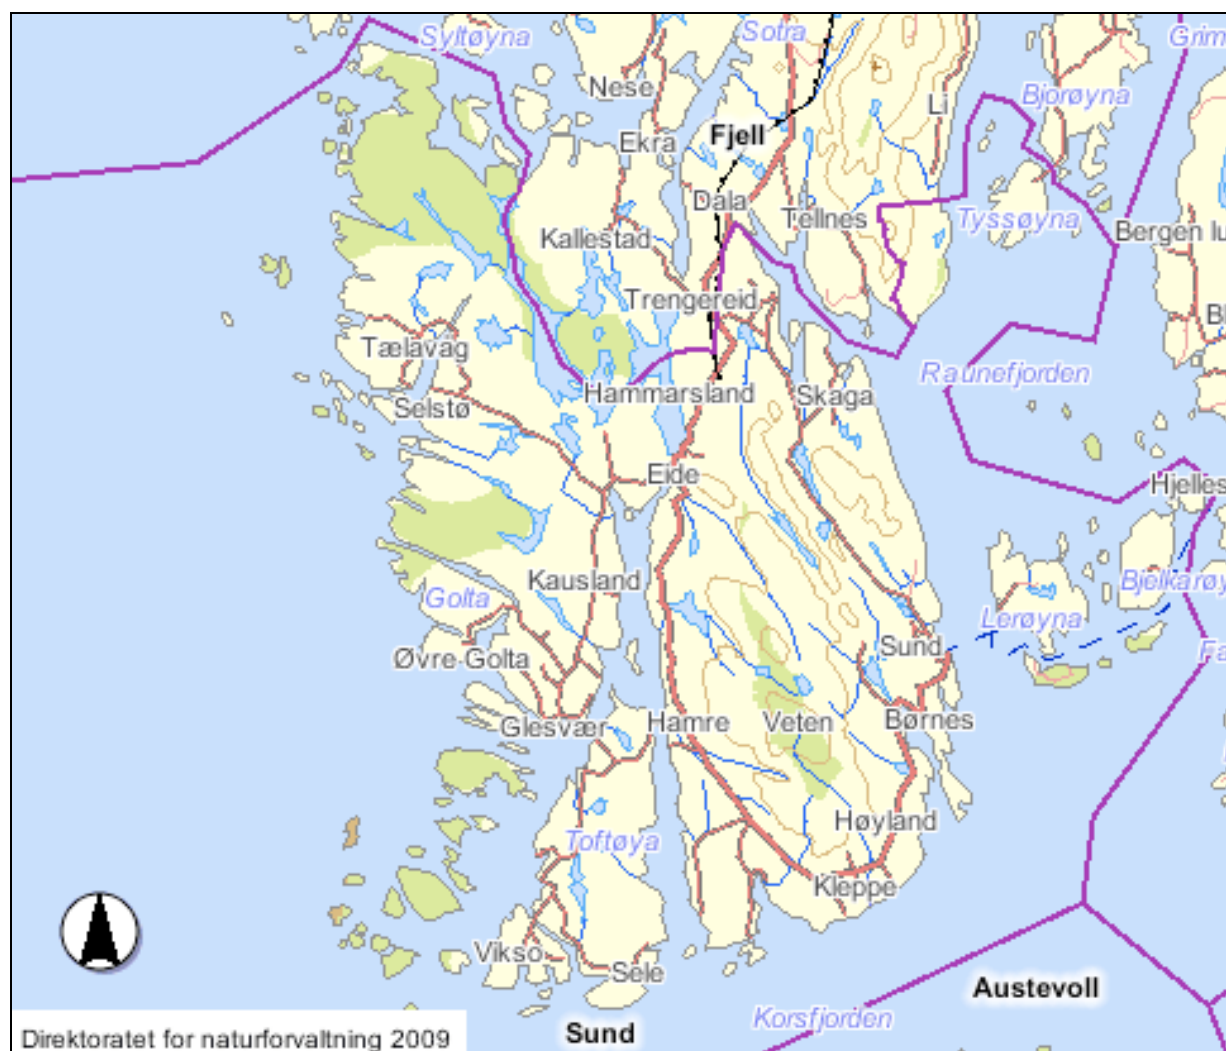 Syltøyna
Sotra
Grim
Nese
Bjorøyna
Li
Fjell
Ekra
Dala
Tellnes
Tyssøyna
Bergen lu
Kallestad
Trengereid
Tælavåg
Raunefjorden
Hammarsland
Skaga
Selstø
Eide
Hjelles
Kausland
Bjelkarøy
Golta
Lerøyna
Sund
Øvre Golta
Glesvær
Hamre
Veten
Børnes
Toftøya
Høyland
Kleppe
Vikso
Sele
Austevoll
Korsfjorden
Sund
Direktoratet for naturforvaltning 2009